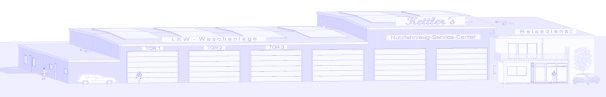 Kettler's
LKW-Waschanlage
Nutzfahrzeug-Service-Center
Reisedienst
TOR 1
TOR 2
TOR 3